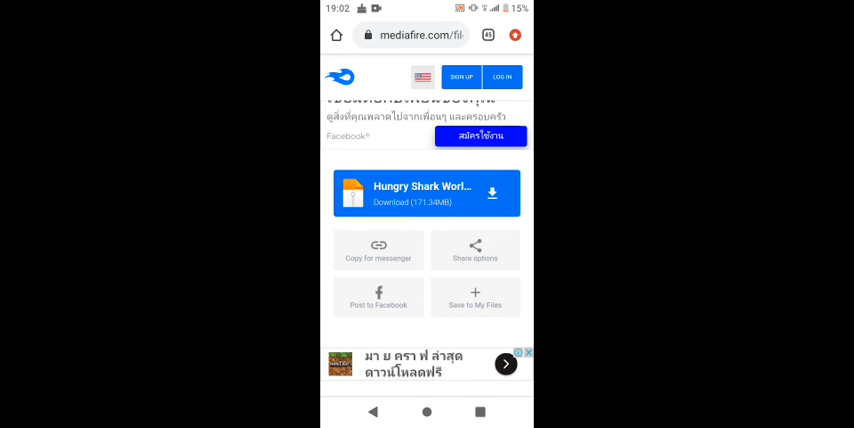 19:02
15%
mediafire.com/fil
45
SIGN UP
LOG IN
ดูสิ่งที่คุณพลาดไปจากเพื่อนๆ และครอบครัว
Facebook®
สมัครใช้งาน
Hungry Shark Worl...
Download (171.34MB)
Copy for messenger
Share options
Post to Facebook
Save to My Files
มา ย ครา ฟ ล่าสุด
ดาวน์โหลดฟรี